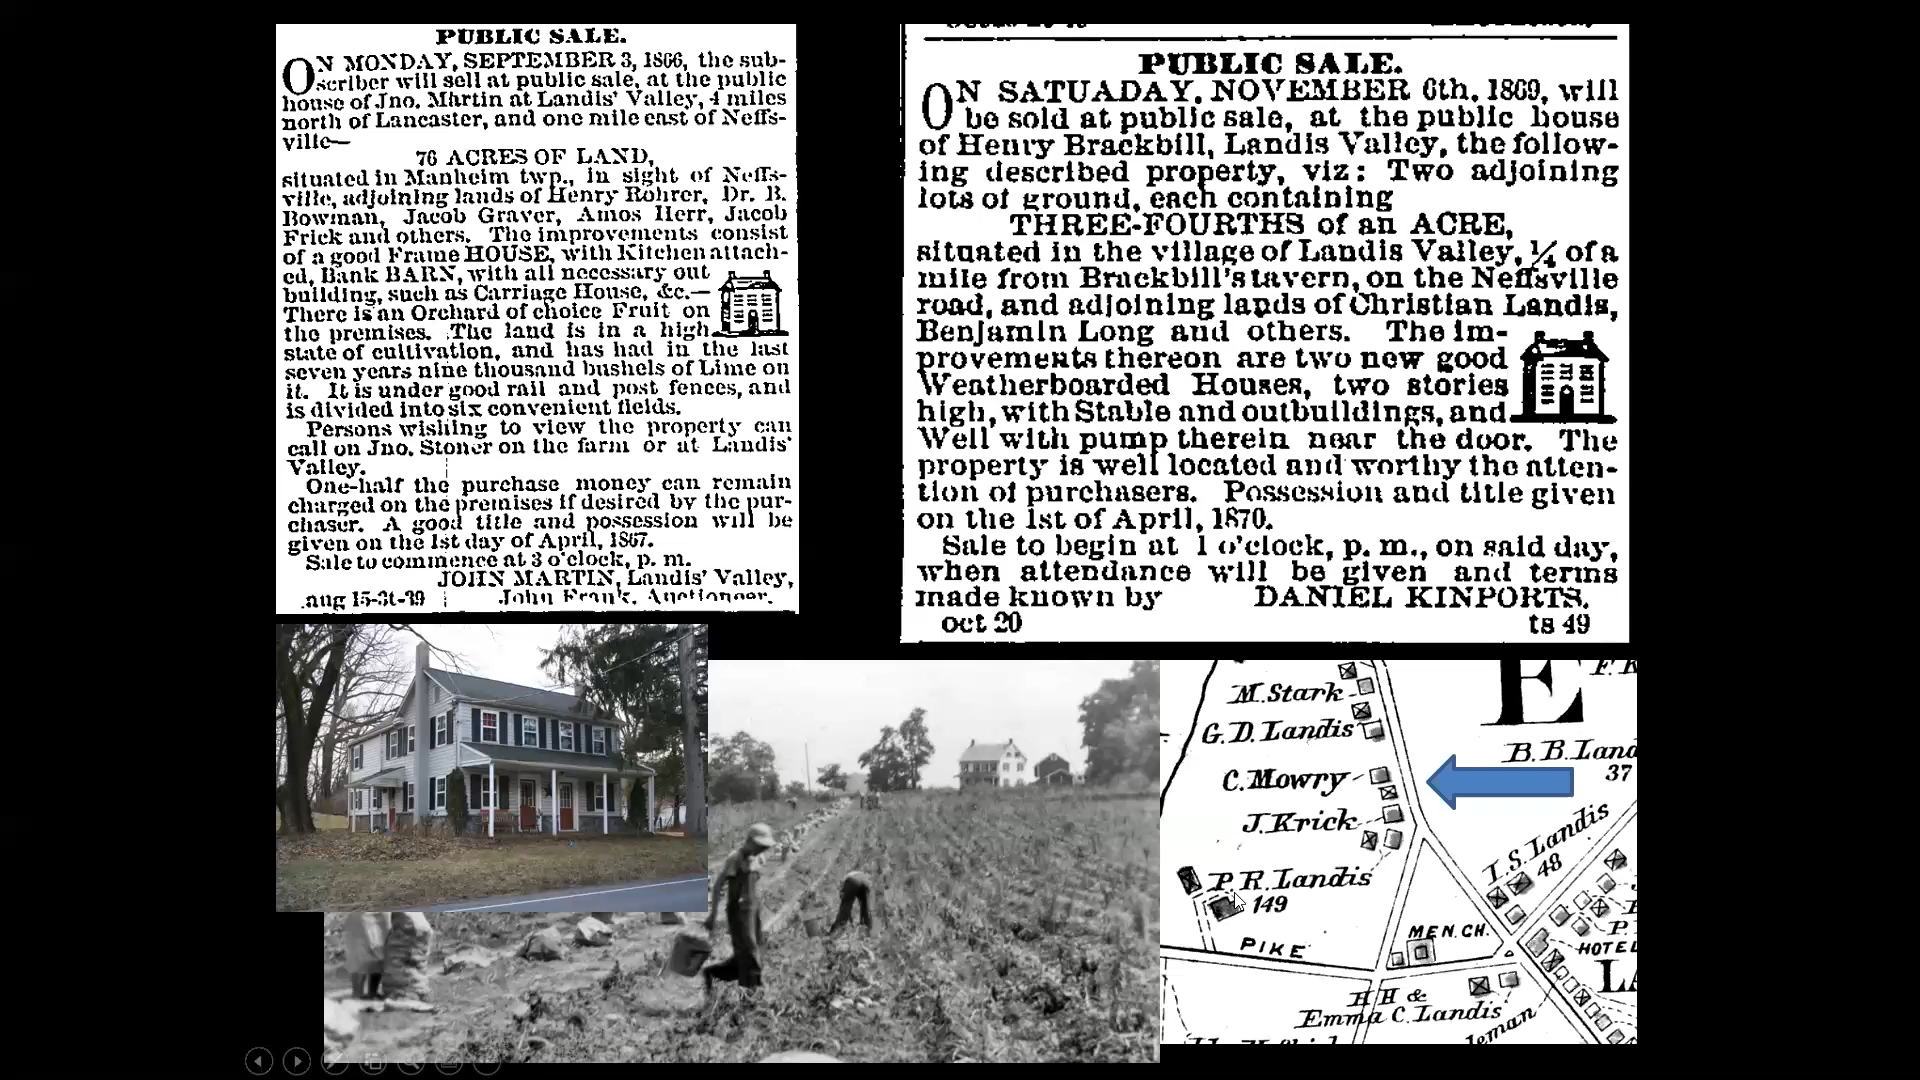 PUBLIC SALE.
ON MONDAY, SEPTEMBER 3, 1866, the sub-
scriber will sell at public sale, at the public
house of Jno. Martin at Landis' Valley, 4 miles
north of Lancaster, and one mile east of Neffs-
ville—
76 ACRES OF LAND,
situated in Manheim twp., in sight of Neffs-
ville, adjoining lands of Henry Rohrer, Dr. B.
Bowman, Jacob Graver, Amos Herr, Jacob
Frick and others. The improvements consist
of a good Frame HOUSE, with Kitchen attach-
ed, Bank BARN, with all necessary out
building, such as Carriage House, &c.—
There is an Orchard of choice Fruit on
the premises. The land is in a high
state of cultivation, and has had in the last
seven years nine thousand bushels of Lime on
it. It is under good rail and post fences, and
is divided into six convenient fields.
Persons wishing to view the property can
call on Jno. Stoner on the farm or at Landis'
Valley.
One-half the purchase money can remain
charged on the premises if desired by the pur-
chaser. A good title and possession will be
given on the 1st day of April, 1867.
Sale to commence at 3 o'clock, p. m.
JOHN MARTIN, Landis' Valley,
aug 15-3t-39 John Frank, Auctioneer.
PUBLIC SALE.
ON SATUADAY, NOVEMBER 6th, 1869, will
be sold at public sale, at the public house
of Henry Brackbill, Landis Valley, the follow-
ing described property, viz: Two adjoining
lots of ground, each containing
THREE-FOURTHS of an ACRE,
situated in the village of Landis Valley, ¼ of a
mile from Brackbill's tavern, on the Neffsville
road, and adjoining lands of Christian Landis,
Benjamin Long and others. The im-
provements thereon are two new good
Weatherboarded Houses, two stories
high, with Stable and outbuildings, and
Well with pump therein near the door. The
property is well located and worthy the atten-
tion of purchasers. Possession and title given
on the 1st of April, 1870.
Sale to begin at 1 o'clock, p. m., on said day,
when attendance will be given and terms
made known by DANIEL KINPORTS.
oct 20 ts 49
E
M. Stark
G. D. Landis
B. B. Land
37
C. Mowry
J. Krick
I. S. Landis
48
P. R. Landis
149
MEN. CH.
PIKE
HOTEL
H H &
Emma C. Landis